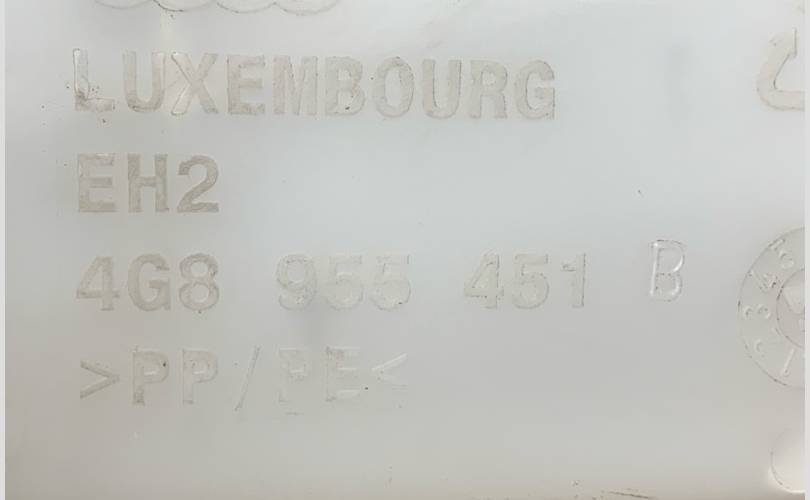 LUXEMBOURG
EH2
4G8 955 451 B
>PP/PE<